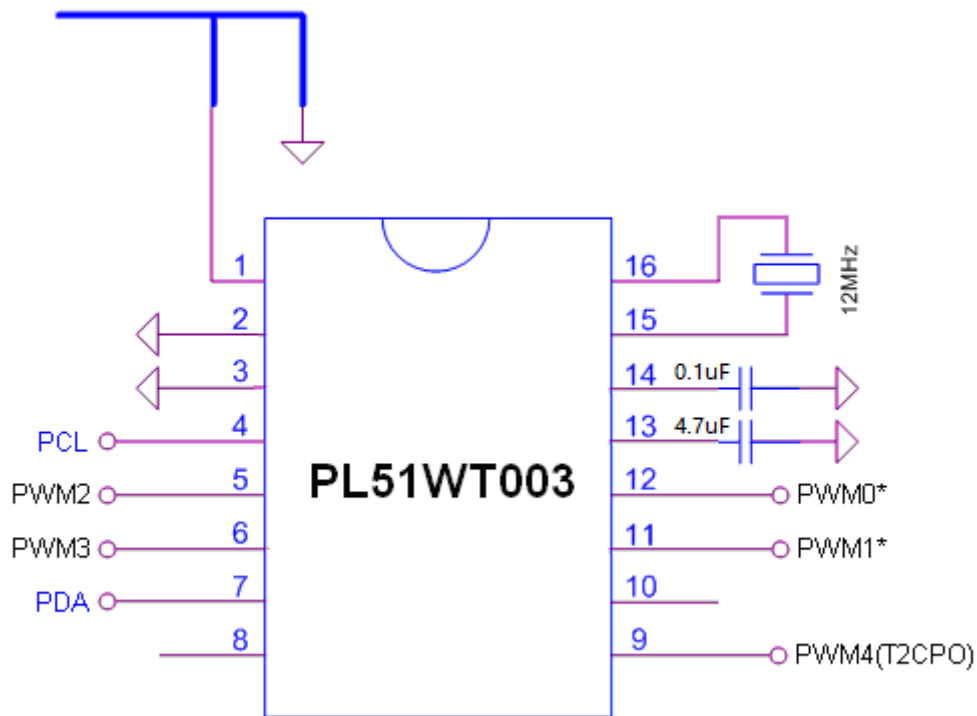 1
16
12MHz
2
15
3
14
0.1uF
PCL
4
13
4.7uF
PWM2
5
PL51WT003
12
PWM0*
PWM3
6
11
PWM1*
PDA
7
10
8
9
PWM4(T2CPO)